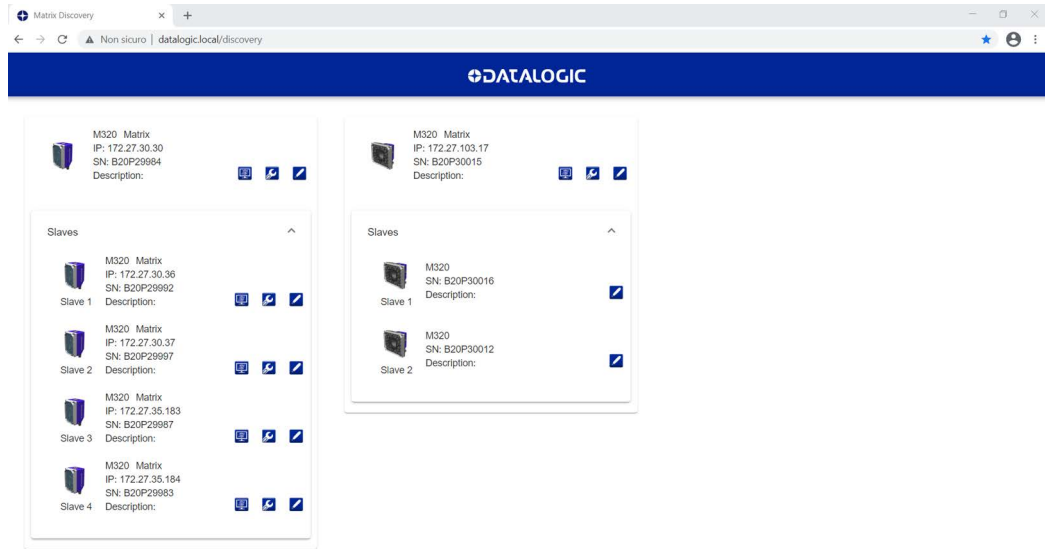 Matrix Discovery
Non sicuro | datalogic.local/discovery
DATALOGIC
M320 Matrix
IP: 172.27.30.30
SN: B20P29984
Description:
Slaves
M320 Matrix
IP: 172.27.30.36
SN: B20P29992
Slave 1 Description:
M320 Matrix
IP: 172.27.30.37
SN: B20P29997
Slave 2 Description:
M320 Matrix
IP: 172.27.35.183
SN: B20P29987
Slave 3 Description:
M320 Matrix
IP: 172.27.35.184
SN: B20P29983
Slave 4 Description:
M320 Matrix
IP: 172.27.103.17
SN: B20P30015
Description:
Slaves
M320
SN: B20P30016
Slave 1 Description:
M320
SN: B20P30012
Slave 2 Description: